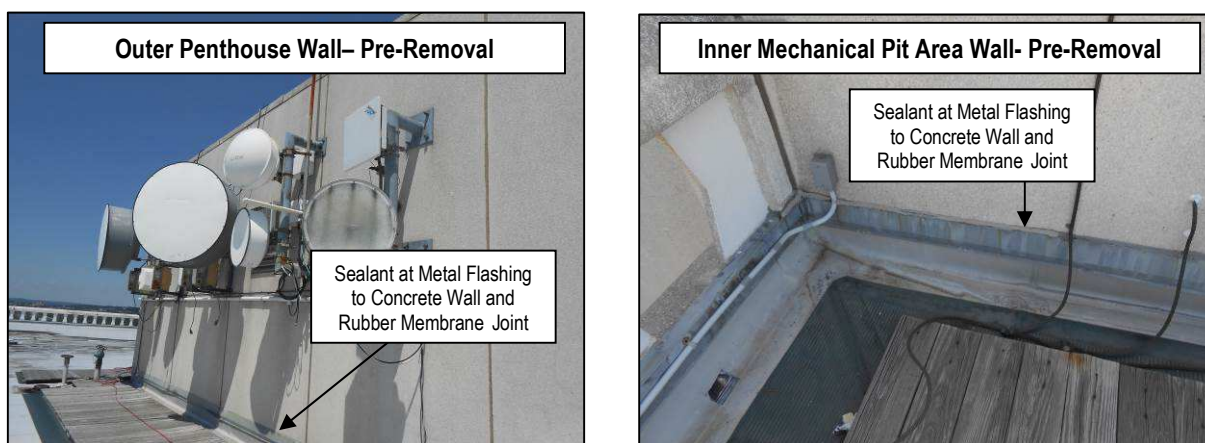 Outer Penthouse Wall– Pre-Removal
Sealant at Metal Flashing
to Concrete Wall and
Rubber Membrane Joint
Inner Mechanical Pit Area Wall- Pre-Removal
Sealant at Metal Flashing
to Concrete Wall and
Rubber Membrane Joint